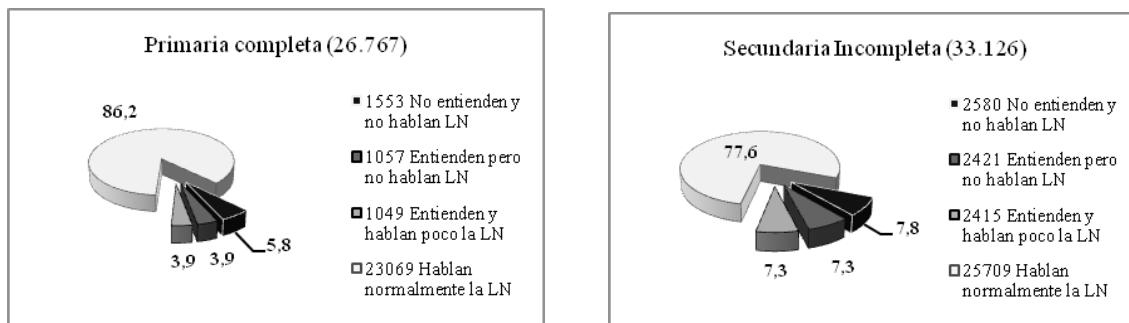 Primaria completa (26.767)
86,2
5,8
3,9
3,9
1553 No entienden y
no hablan LN
1057 Entienden pero
no hablan LN
1049 Entienden y
hablan poco la LN
23069 Hablan
normalmente la LN
Secundaria Incompleta (33.126)
77,6
7,8
7,3
7,3
2580 No entienden y
no hablan LN
2421 Entienden pero
no hablan LN
2415 Entienden y
hablan poco la LN
25709 Hablan
normalmente la LN